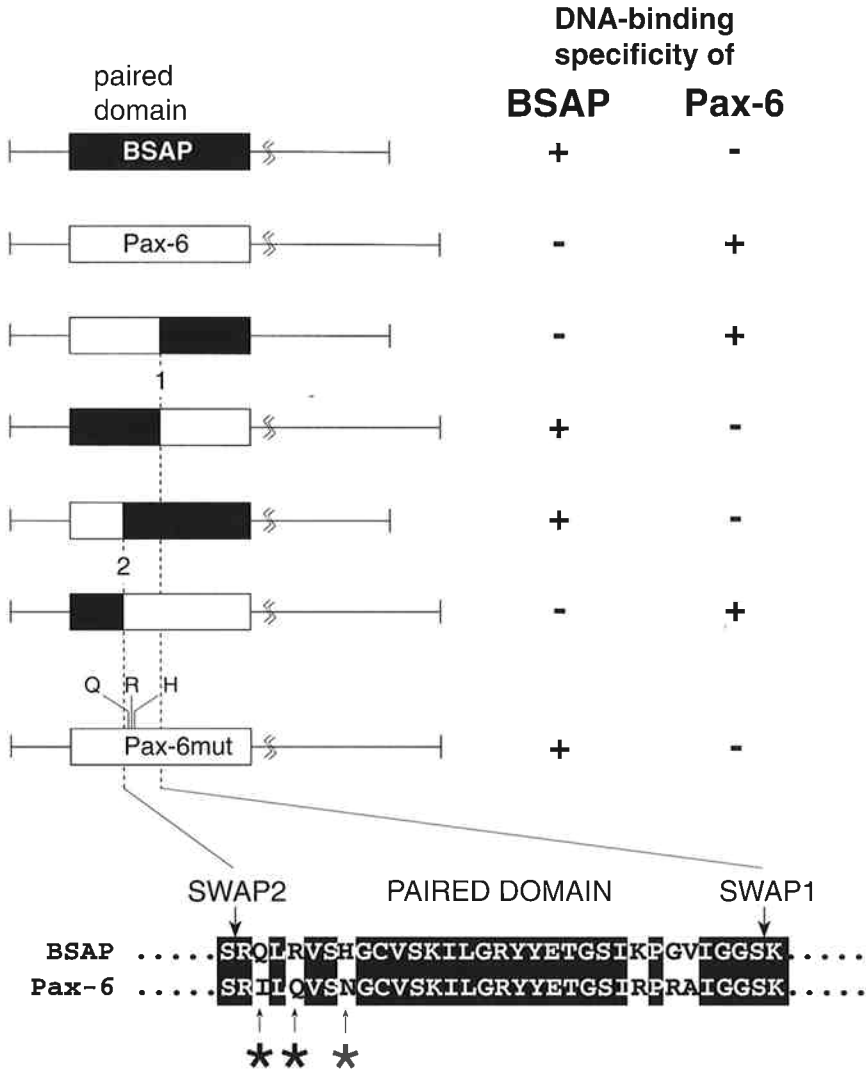 DNA-binding
specificity of
paired
domain
BSAP Pax-6
BSAP + -
Pax-6 - +
- +
1
+ -
+ -
2
- +
Q R H
Pax-6mut + -
SWAP2 PAIRED DOMAIN SWAP1
BSAP ..... SRQLRVSHGCVSKILGRYYETGSIKPGVIGGSK .....
Pax-6 ..... SRILQVSNGCVSKILGRYYETGSIRPRAIGGSK .....
* * *